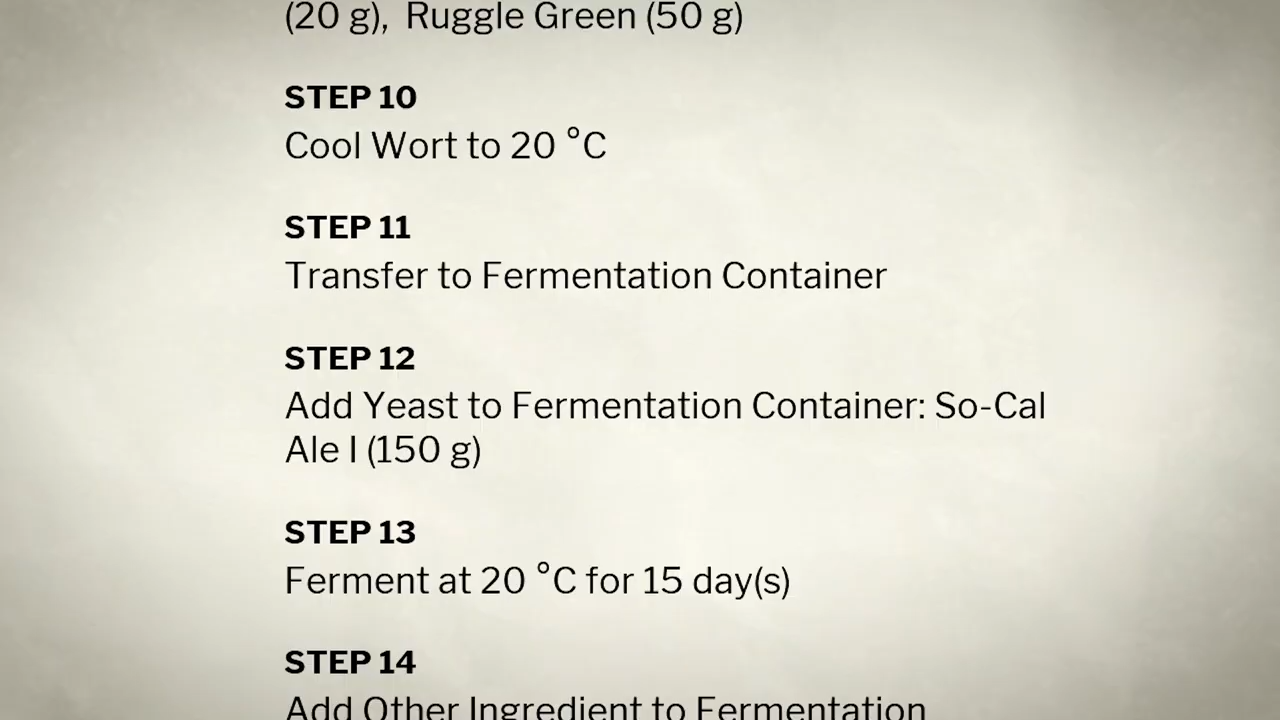 (20 g),  Ruggle Green (50 g)
STEP 10
Cool Wort to 20 °C
STEP 11
Transfer to Fermentation Container
STEP 12
Add Yeast to Fermentation Container: So-Cal
Ale I (150 g)
STEP 13
Ferment at 20 °C for 15 day(s)
STEP 14
Add Other Ingredient to Fermentation